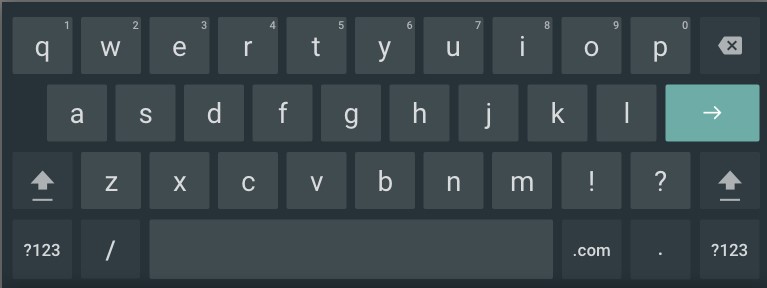 q 1 w 2 e 3 r 4 t 5 y 6 u 7 i 8 o 9 p 0
a s d f g h j k l
z x c v b n m ! ?
?123 / .com . ?123